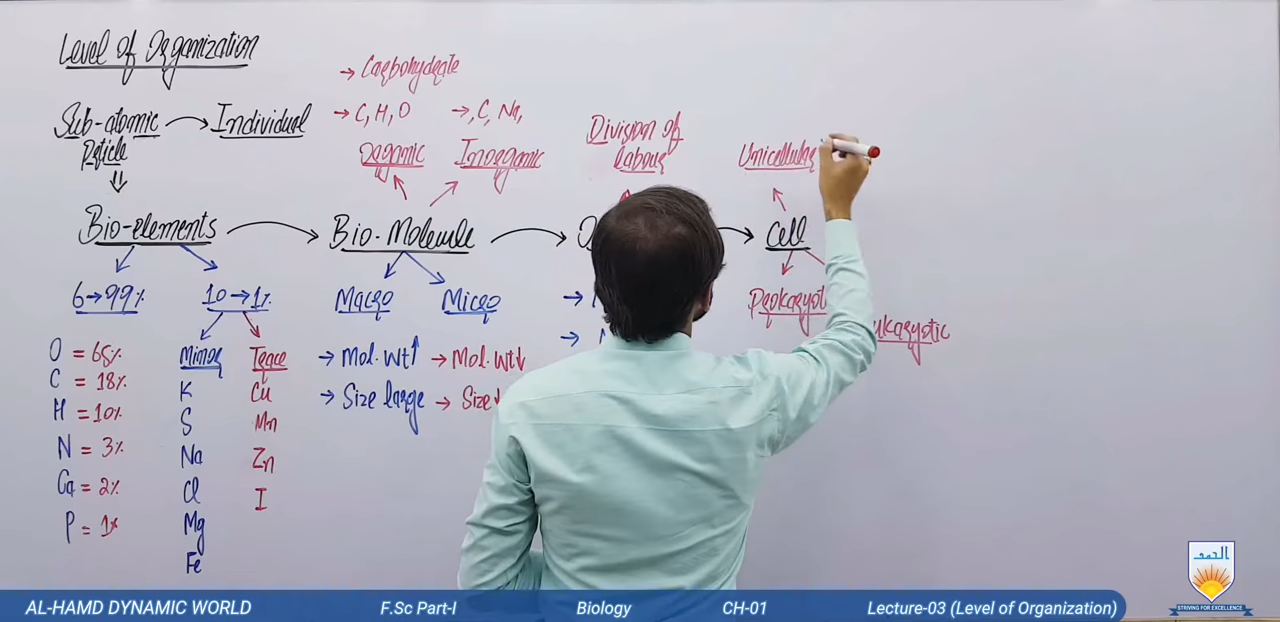 Level of Organization
Sub-atomic → Individual
Particle
⇓
Bio-elements
6 → 99%
10 → 1%
O = 65%
C = 18%
H = 10%
N = 3%
Ca = 2%
P = 1%
Minor
K
S
Na
Cl
Mg
Fe
Trace
Cu
Mn
Zn
I
→ Carbohydrate
→ C, H, O
→, C, Na,
Organic
Inorganic
Bio-Molecule
Macro
Micro
→ Mol. Wt ↑
→ Size large
→ Mol. Wt ↓
→ Size ↓
Division of
labour
Unicellular
Cell
Prokaryot
ukaryotic
الحمد
STRIVING FOR EXCELLENCE
AL-HAMD DYNAMIC WORLD
F.Sc Part-I
Biology
CH-01
Lecture-03 (Level of Organization)